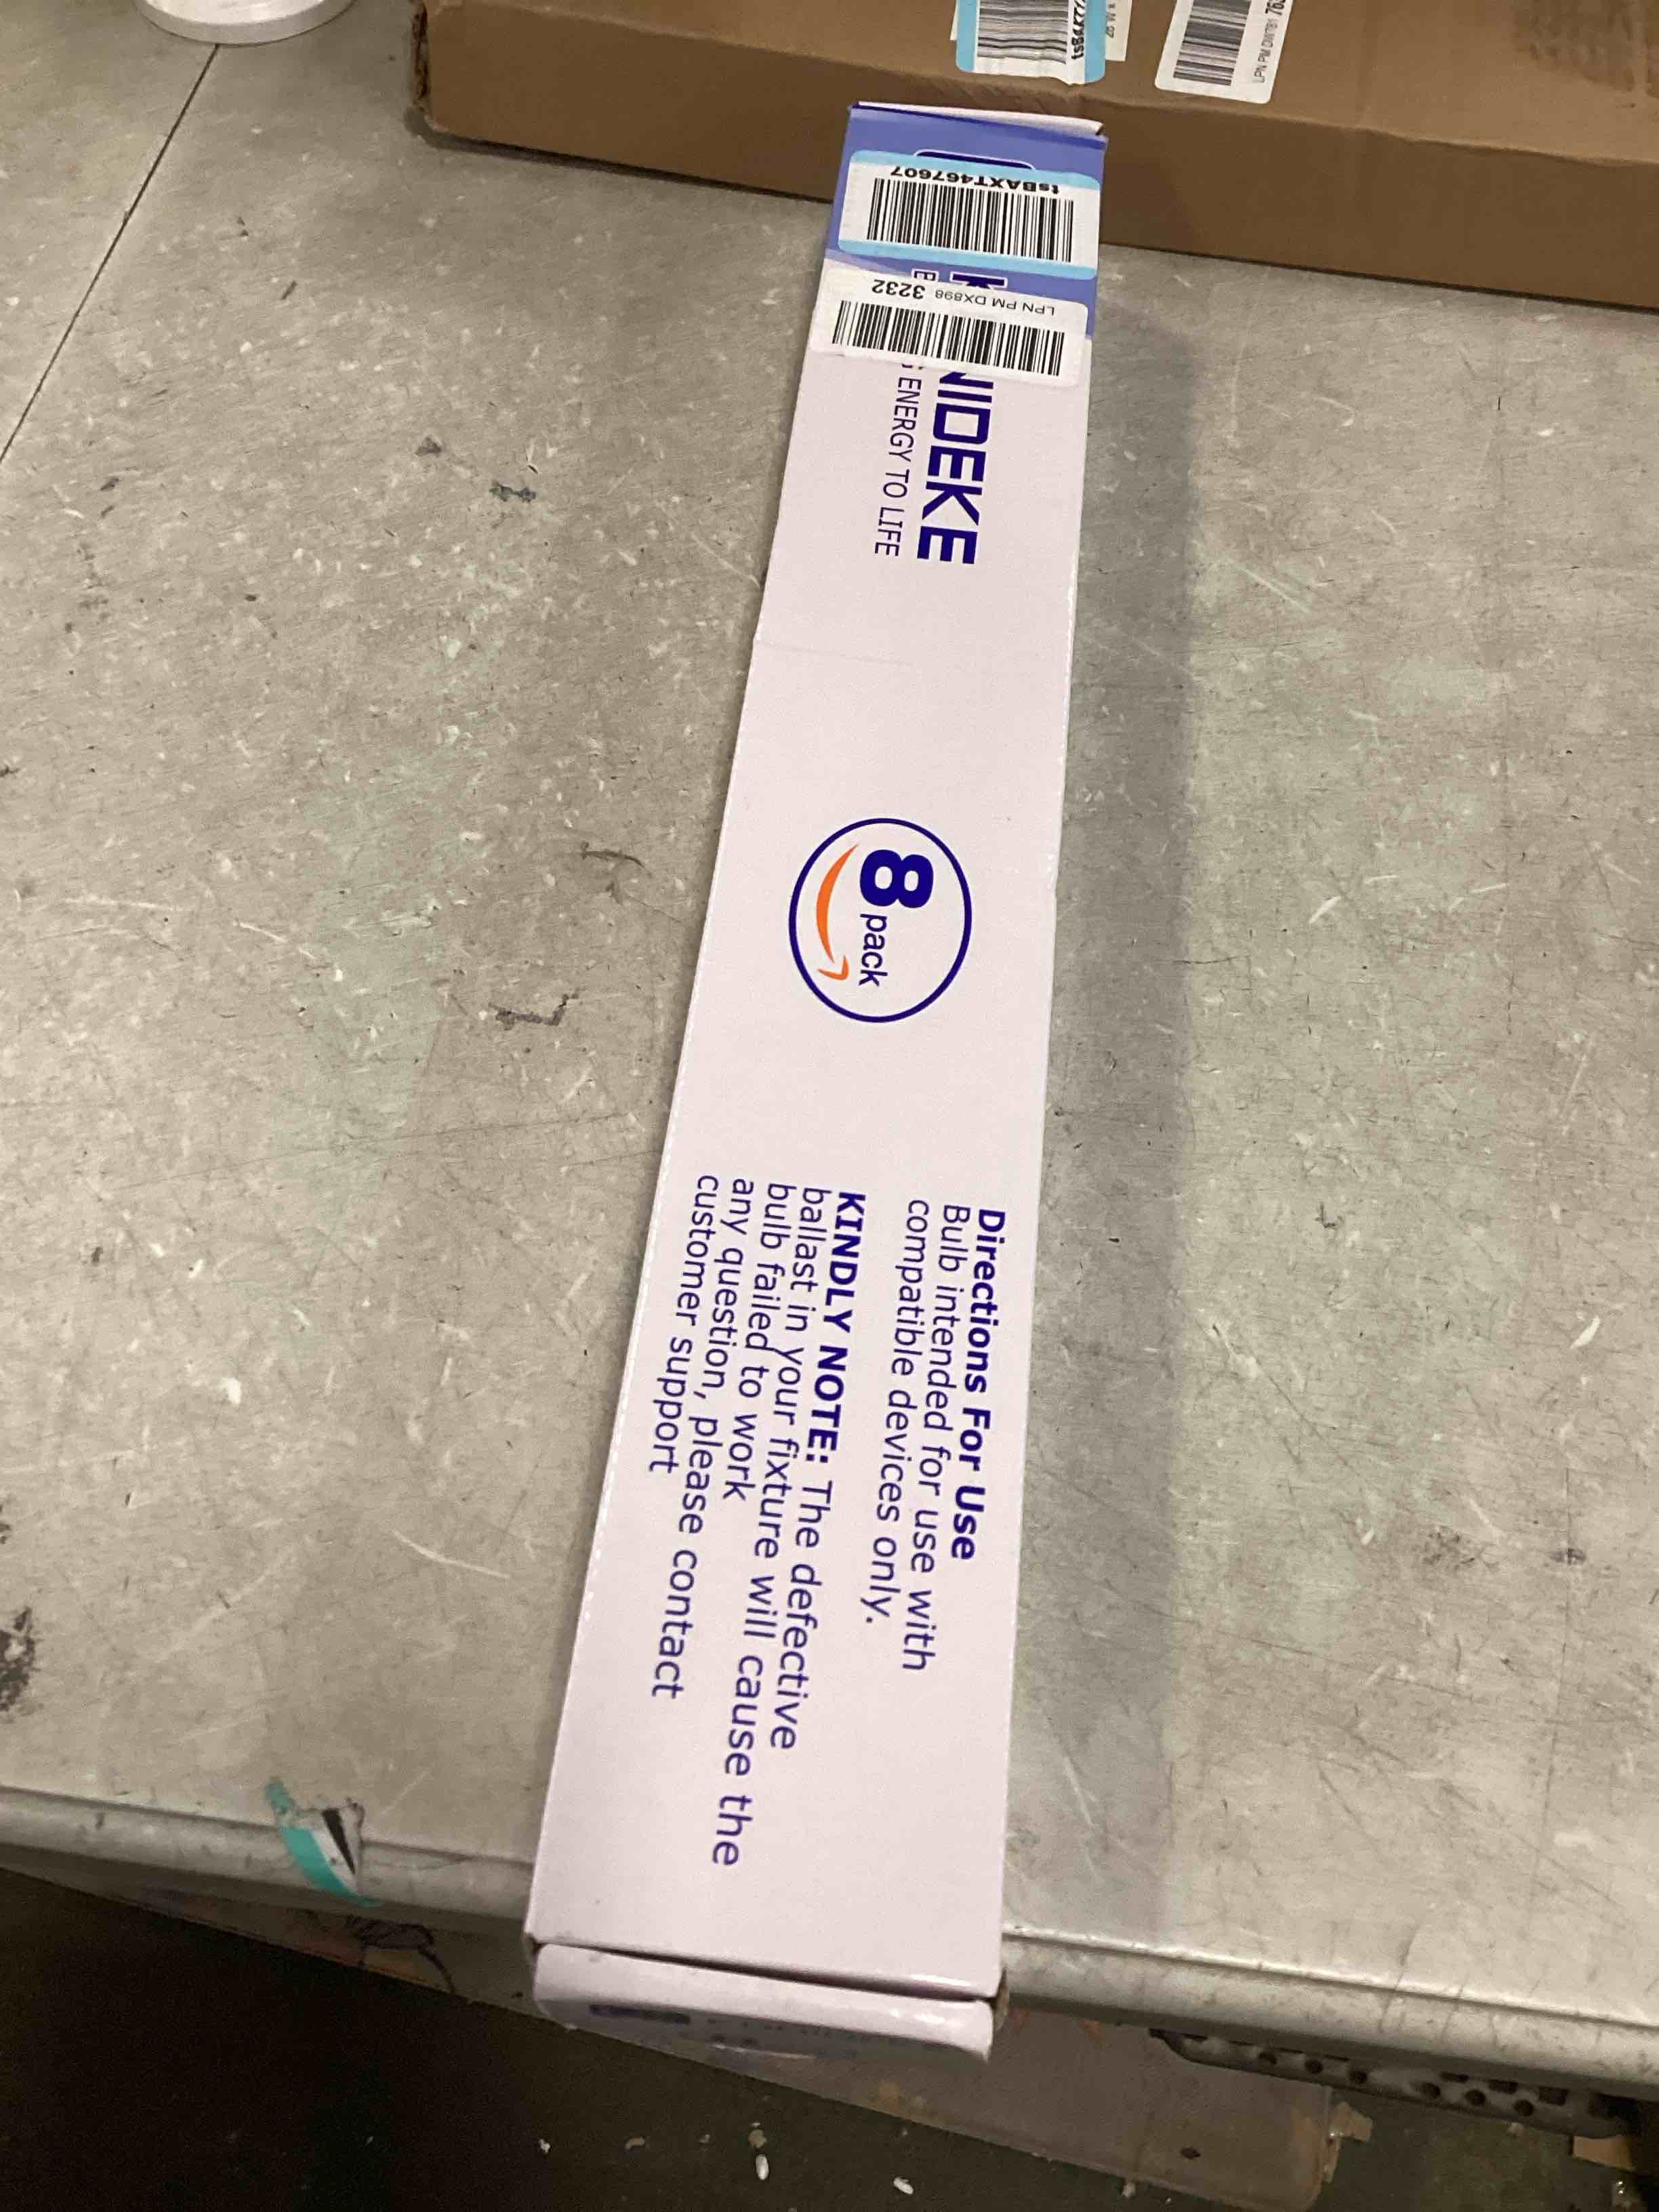 tsBAXT467607
LPN PM DX898 3232
NIDEKE
ENERGY TO LIFE
8 pack
Directions For Use
Bulb intended for use with
compatible devices only.
KINDLY NOTE: The defective
ballast in your fixture will cause the
bulb failed to work
any question, please contact
customer support